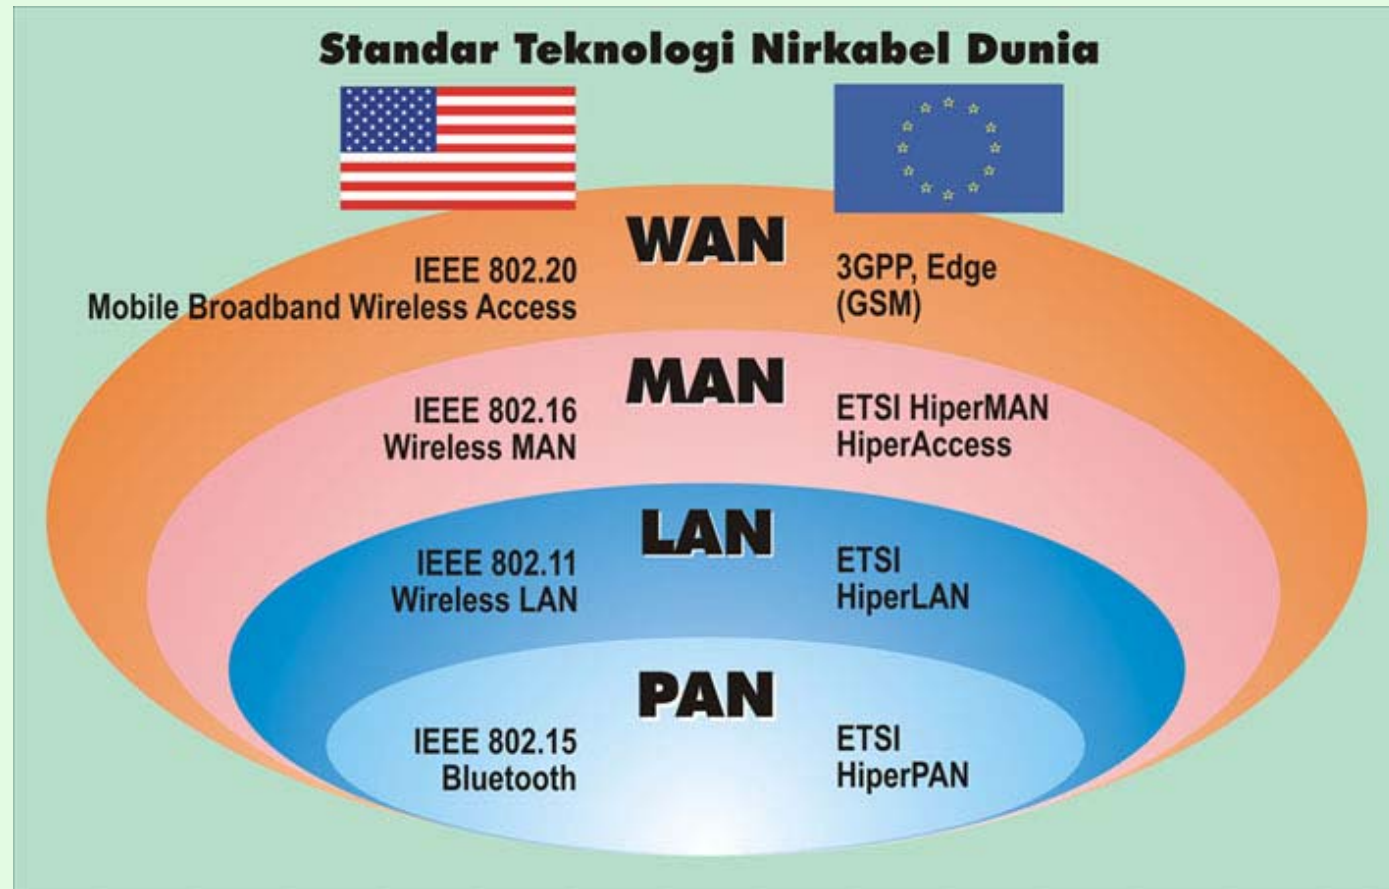 Standar Teknologi Nirkabel Dunia
WAN
IEEE 802.20
Mobile Broadband Wireless Access
3GPP, Edge
(GSM)
MAN
IEEE 802.16
Wireless MAN
ETSI HiperMAN
HiperAccess
LAN
IEEE 802.11
Wireless LAN
ETSI
HiperLAN
PAN
IEEE 802.15
Bluetooth
ETSI
HiperPAN